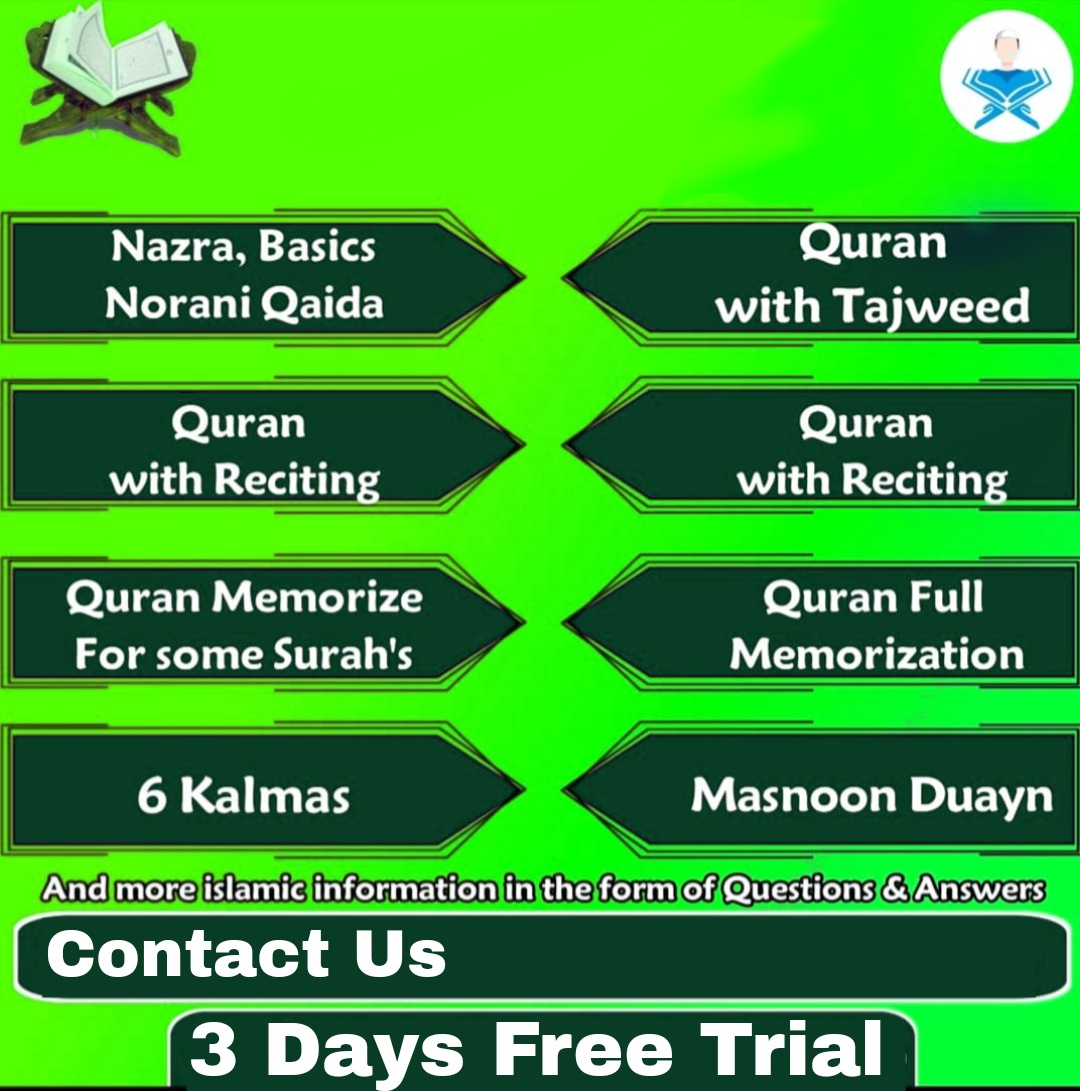 Nazra, Basics
Norani Qaida
Quran
with Tajweed
Quran
with Reciting
Quran
with Reciting
Quran Memorize
For some Surah's
Quran Full
Memorization
6 Kalmas
Masnoon Duayn
And more islamic information in the form of Questions & Answers
Contact Us
3 Days Free Trial